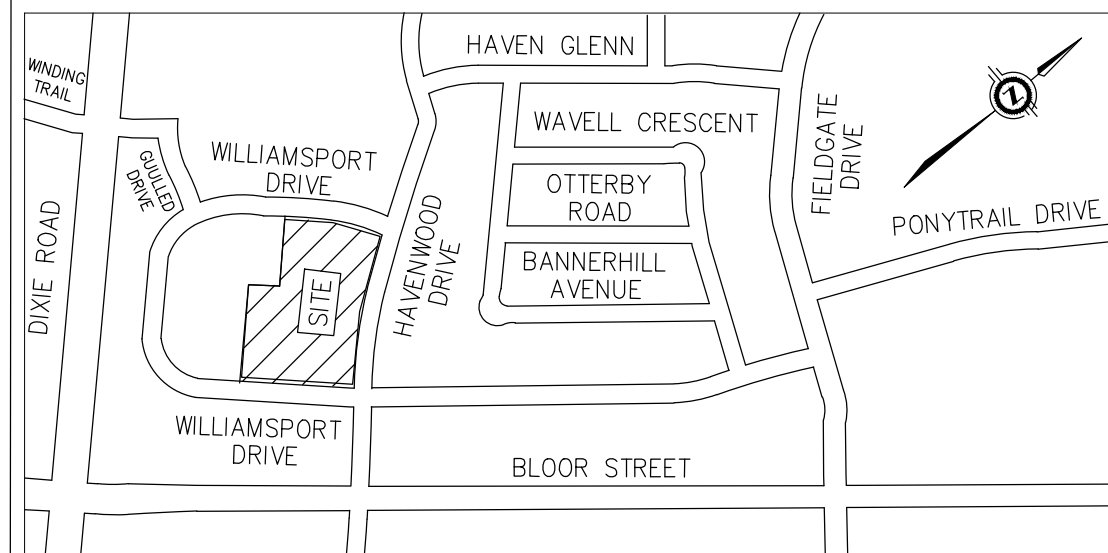 HAVEN GLENN
WINDING
TRAIL
WAVELL CRESCENT
WILLIAMSPORT
DRIVE
GUULLED
DRIVE
OTTERBY
ROAD
FIELDGATE
DRIVE
PONYTRAIL DRIVE
DIXIE ROAD
HAVENWOOD
DRIVE
BANNERHILL
AVENUE
SITE
WILLIAMSPORT
DRIVE
BLOOR STREET
Z